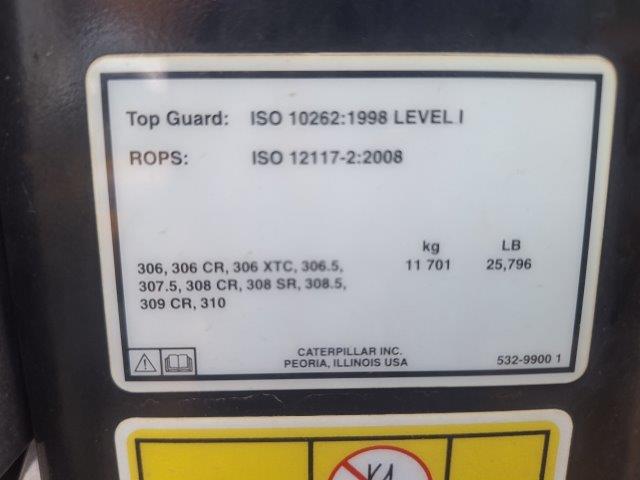 Top Guard: ISO 10262:1998 LEVEL I
ROPS: ISO 12117-2:2008
kg LB
306, 306 CR, 306 XTC, 306.5, 11 701 25,796
307.5, 308 CR, 308 SR, 308.5,
309 CR, 310
CATERPILLAR INC.
PEORIA, ILLINOIS USA 532-9900 1